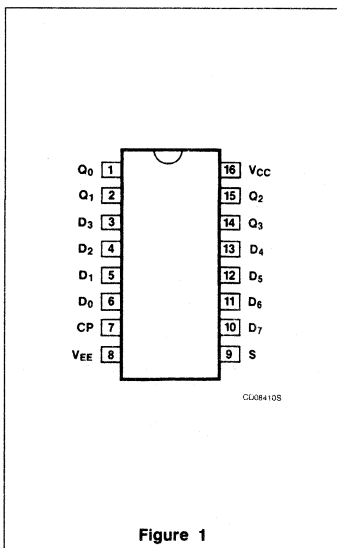 Q0 1 16 VCC
Q1 2 15 Q2
D3 3 14 Q3
D2 4 13 D4
D1 5 12 D5
D0 6 11 D6
CP 7 10 D7
VEE 8 9 S
CD08410S
Figure 1